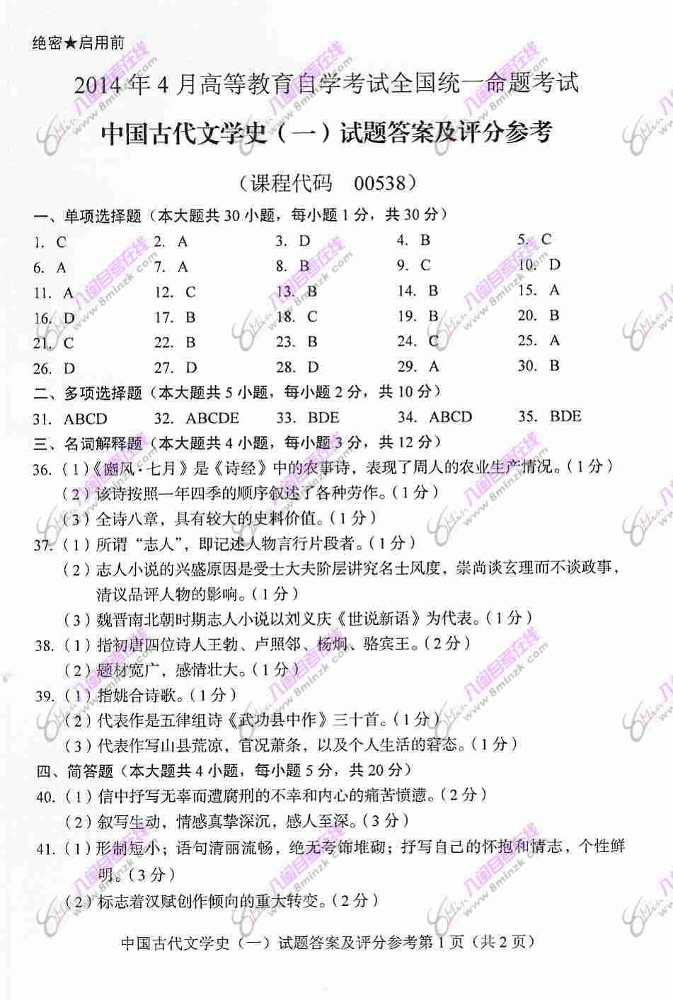 绝密★启用前
2014年4月高等教育自学考试全国统一命题考试
中国古代文学史（一）试题答案及评分参考
（课程代码 00538）
一、单项选择题（本大题共30小题，每小题1分，共30分）
1. C 2. A 3. D 4. B 5. C
6. A 7. A 8. B 9. C 10. D
11. A 12. C 13. B 14. B 15. A
16. D 17. B 18. C 19. B 20. B
21. C 22. B 23. B 24. C 25. A
26. D 27. D 28. D 29. A 30. B
二、多项选择题（本大题共5小题，每小题2分，共10分）
31. ABCD 32. ABCDE 33. BDE 34. ABCD 35. BDE
三、名词解释题（本大题共4小题，每小题3分，共12分）
36.（1）《豳风·七月》是《诗经》中的农事诗，表现了周人的农业生产情况。（1分）
（2）该诗按照一年四季的顺序叙述了各种劳作。（1分）
（3）全诗八章，具有较大的史料价值。（1分）
37.（1）所谓“志人”，即记述人物言行片段者。（1分）
（2）志人小说的兴盛原因是受士大夫阶层讲究名士风度，崇尚谈玄理而不谈政事，
清议品评人物的影响。（1分）
（3）魏晋南北朝时期志人小说以刘义庆《世说新语》为代表。（1分）
38.（1）指初唐四位诗人王勃、卢照邻、杨炯、骆宾王。（2分）
（2）题材宽广，感情壮大。（1分）
39.（1）指姚合诗歌。（1分）
（2）代表作是五律组诗《武功县中作》三十首。（1分）
（3）代表作写山县荒凉，官况萧条，以及个人生活的窘态。（1分）
四、简答题（本大题共4小题，每小题5分，共20分）
40.（1）信中抒写无辜而遭腐刑的不幸和内心的痛苦愤懑。（2分）
（2）叙写生动，情感真挚深沉，感人至深。（3分）
41.（1）形制短小；语句清丽流畅，绝无夸饰堆砌；抒写自己的怀抱和情志，个性鲜
明。（3分）
（2）标志着汉赋创作倾向的重大转变。（2分）
中国古代文学史（一）试题答案及评分参考第1页（共2页）
八闽自考在线
www.8minzk.com